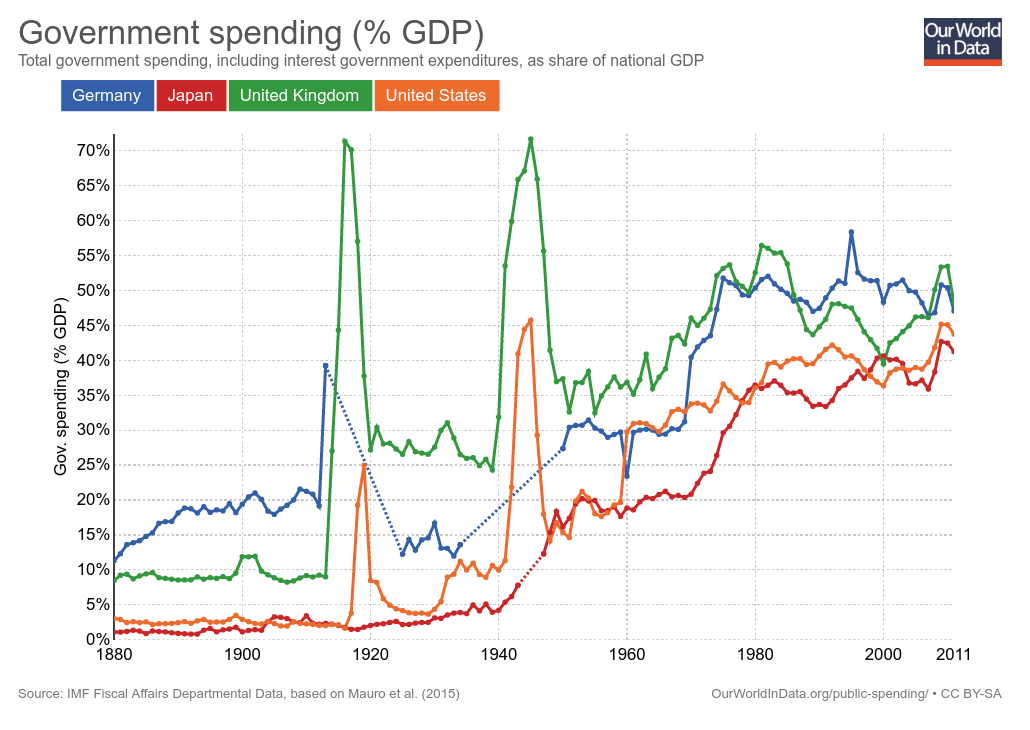 Government spending (% GDP)
Total government spending, including interest government expenditures, as share of national GDP
Our World
in Data
Germany
Japan
United Kingdom
United States
Gov. spending (% GDP)
70%
65%
60%
55%
50%
45%
40%
35%
30%
25%
20%
15%
10%
5%
0%
1880
1900
1920
1940
1960
1980
2000
2011
Source: IMF Fiscal Affairs Departmental Data, based on Mauro et al. (2015)
OurWorldInData.org/public-spending/ • CC BY-SA